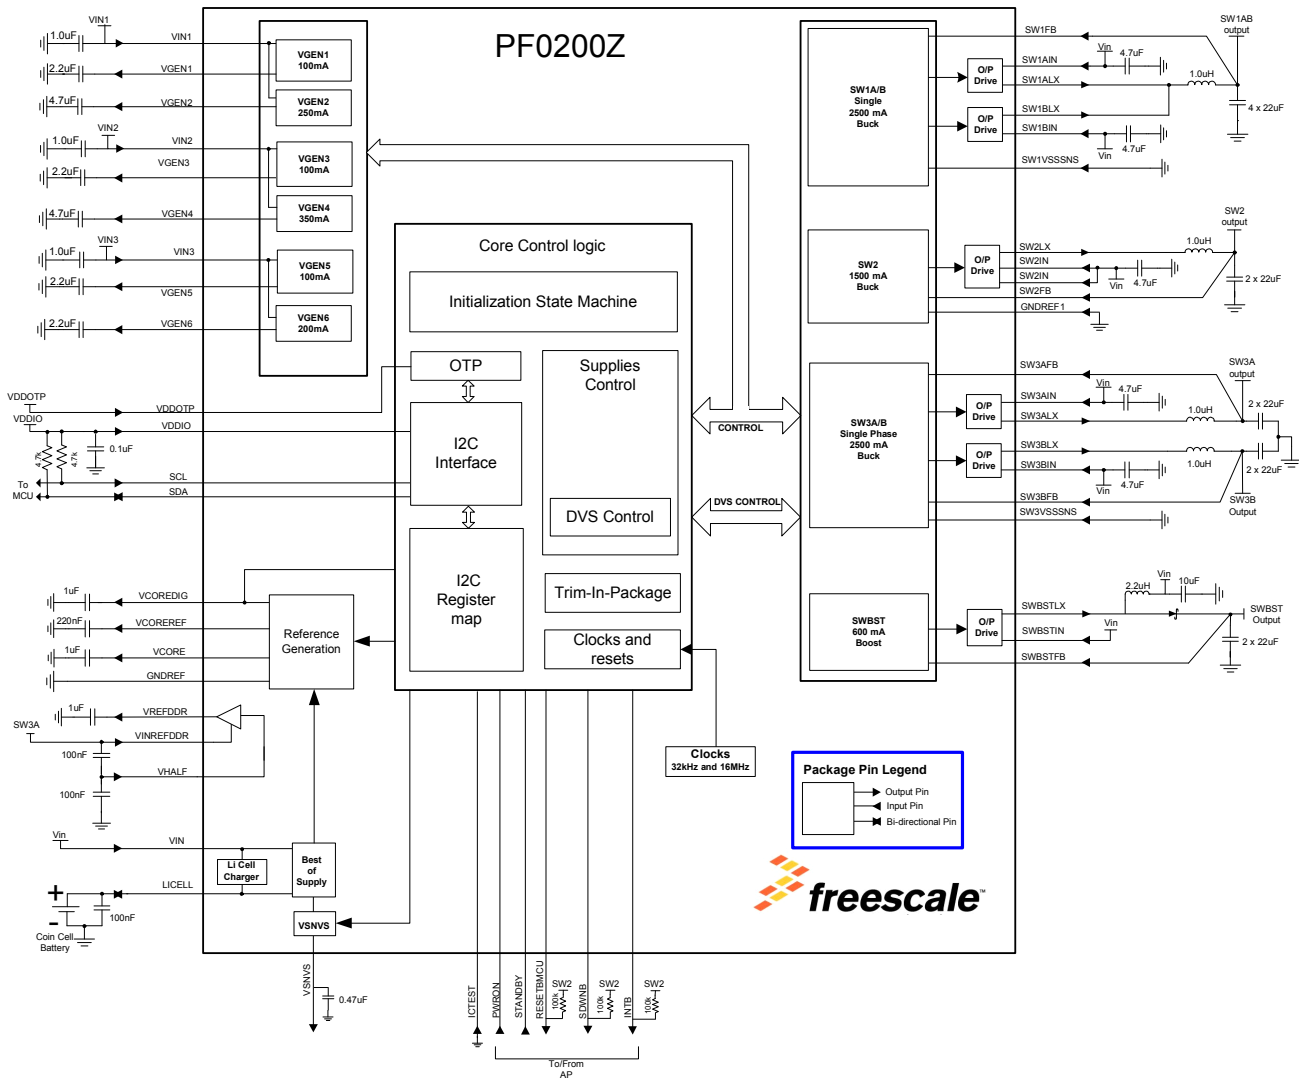 PF0200Z
VIN1
1.0uF
VIN1
2.2uF
VGEN1
4.7uF
VGEN2
VIN2
1.0uF
VIN2
VGEN3
2.2uF
4.7uF
VGEN4
VIN3
1.0uF
VIN3
2.2uF
VGEN5
2.2uF
VGEN6
VGEN1
100mA
VGEN2
250mA
VGEN3
100mA
VGEN4
350mA
VGEN5
100mA
VGEN6
200mA
VDDOTP
VDDOTP
VDDIO
VDDIO
4.7k
4.7k
0.1uF
To
MCU
SCL
SDA
Core Control logic
Initialization State Machine
OTP
I2C
Interface
I2C
Register
map
Supplies
Control
DVS Control
Trim-In-Package
Clocks and
resets
CONTROL
DVS CONTROL
Clocks
32kHz and 16MHz
1uF
VCOREDIG
220nF
VCOREREF
1uF
VCORE
GNDREF
Reference
Generation
1uF
VREFDDR
SW3A
VINREFDDR
100nF
VHALF
100nF
Vin
VIN
Li Cell
Charger
LICELL
+
-
100nF
Coin Cell
Battery
Best
of
Supply
VSNVS
VSNVS
0.47uF
ICTEST
PWRON
STANDBY
RESETBMCU
100k
SW2
SDWNB
100k
SW2
INTB
100k
SW2
To/From
AP
SW1A/B
Single
2500 mA
Buck
O/P
Drive
O/P
Drive
SW1FB
SW1AIN
Vin
4.7uF
SW1ALX
1.0uH
SW1BLX
SW1BIN
Vin
4.7uF
SW1VSSSNS
SW1AB
output
4 x 22uF
SW2
1500 mA
Buck
O/P
Drive
SW2LX
1.0uH
SW2IN
SW2IN
Vin
4.7uF
SW2FB
GNDREF1
SW2
output
2 x 22uF
SW3A/B
Single Phase
2500 mA
Buck
O/P
Drive
O/P
Drive
SW3AFB
SW3AIN
Vin
4.7uF
SW3ALX
1.0uH
SW3BLX
1.0uH
SW3BIN
Vin
4.7uF
SW3BFB
SW3VSSSNS
SW3A
output
2 x 22uF
2 x 22uF
SW3B
Output
SWBST
600 mA
Boost
O/P
Drive
SWBSTLX
2.2uH
Vin
10uF
SWBSTIN
Vin
SWBSTFB
SWBST
Output
2 x 22uF
Package Pin Legend
Output Pin
Input Pin
Bi-directional Pin
freescale™